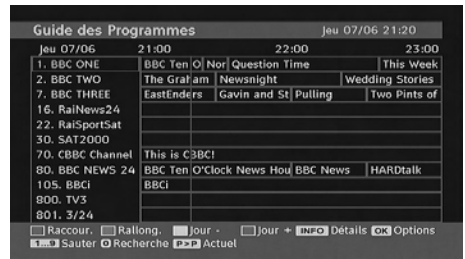 Guide des Programmes Jeu 07/06 21:20
Jeu 07/06 21:00 22:00 23:00
1. BBC ONE BBC Ten O Nor Question Time This Week
2. BBC TWO The Graham Newsnight Wedding Stories
7. BBC THREE EastEnders Gavin and St Pulling Two Pints of
16. RaiNews24
22. RaiSportSat
30. SAT2000
70. CBBC Channel This is CBBC!
80. BBC NEWS 24 BBC Ten O'Clock News Hou BBC News HARDtalk
105. BBCi BBCi
800. TV3
801. 3/24
Raccour. Rallong. Jour - Jour + INFO Détails OK Options
1...9 Sauter 0 Recherche P>P Actuel